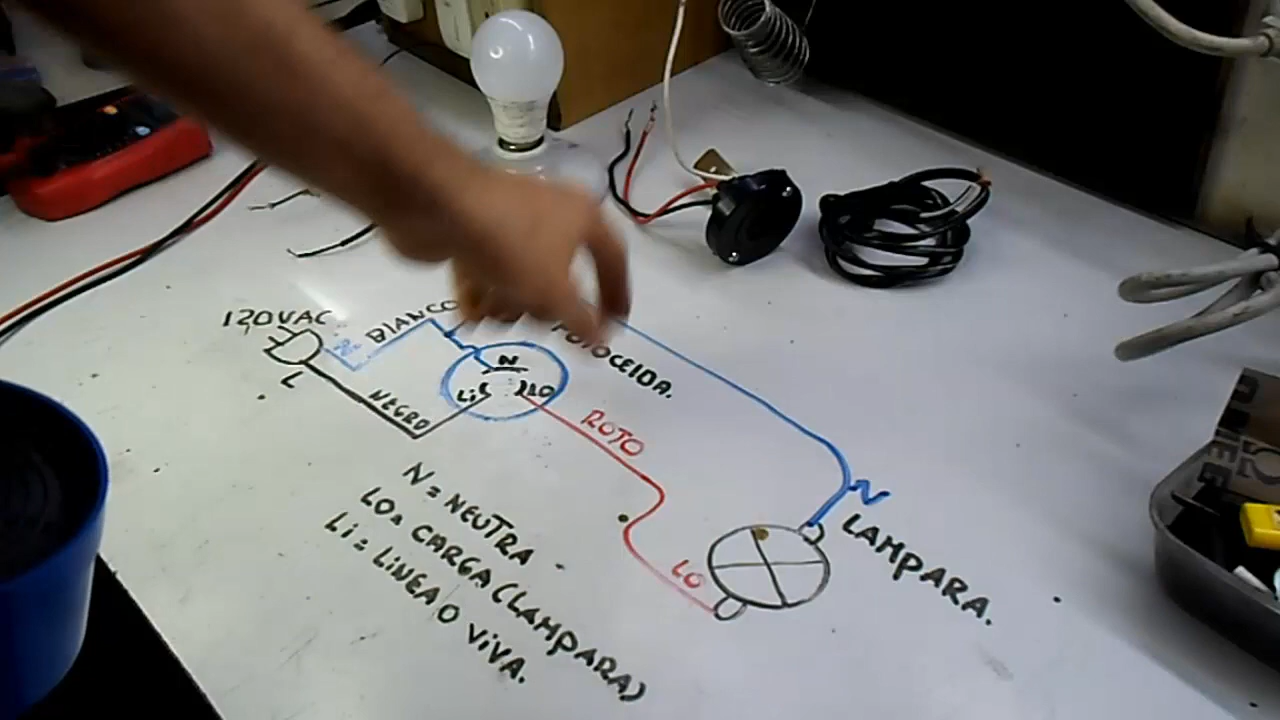 120VAC
BLANCO
N
FOTOCELDA.
N
Li
LO
L
NEGRO
ROJO
N
LAMPARA.
LO
N = NEUTRA
LO= CARGA (LAMPARA)
Li = LiNEA O ViVA.